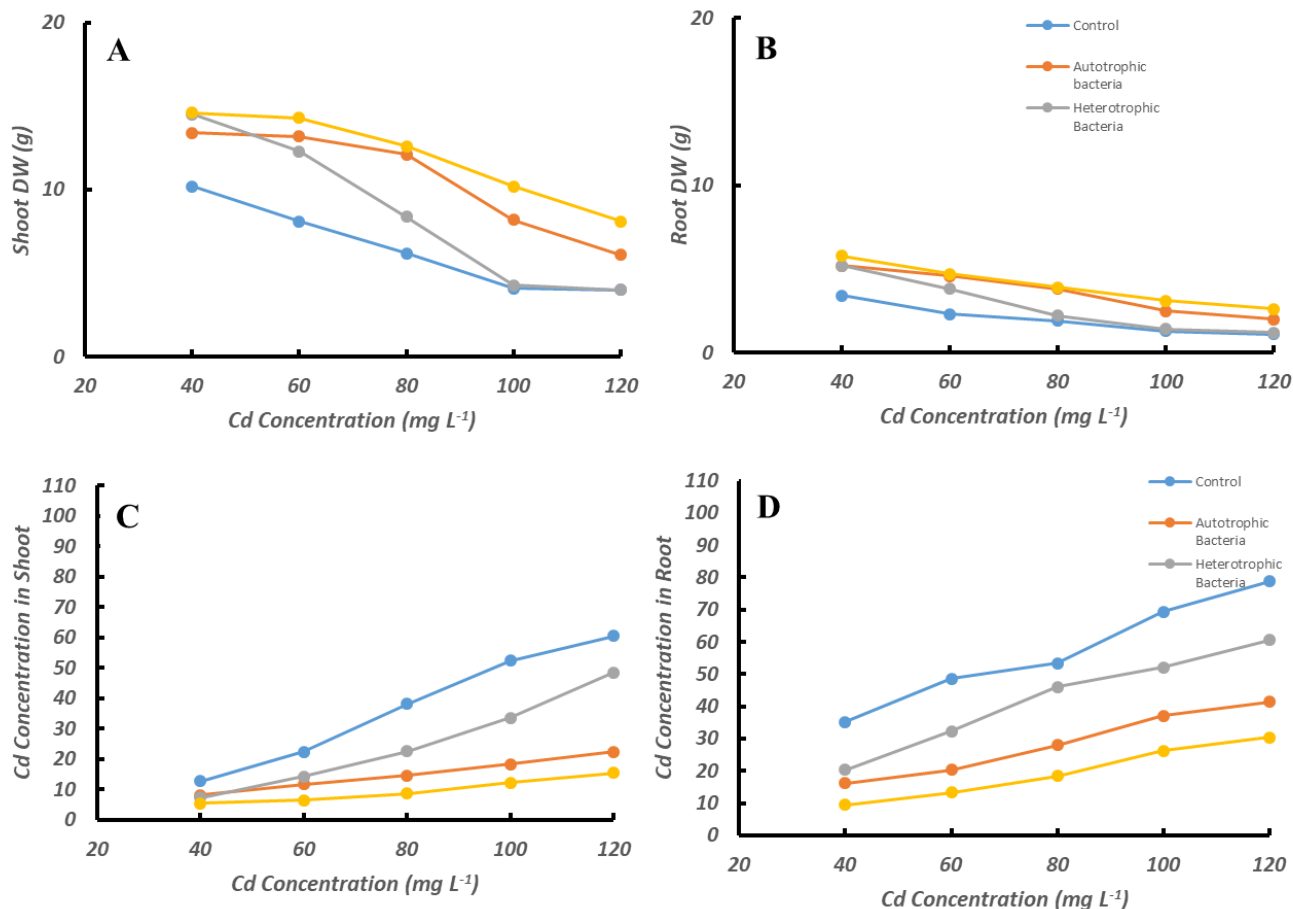 20
A
10
0
20 40 60 80 100 120
Shoot DW (g)
Cd Concentration (mg L-1)
20
B
Control
Autotrophic
bacteria
Heterotrophic
Bacteria
10
0
20 40 60 80 100 120
Root DW (g)
Cd Concentration (mg L-1)
110
C
100
90
80
70
60
50
40
30
20
10
0
20 40 60 80 100 120
Cd Concentration in Shoot
Cd Concentration (mg L-1)
110
D
Control
Autotrophic
Bacteria
Heterotrophic
Bacteria
100
90
80
70
60
50
40
30
20
10
0
20 40 60 80 100 120
Cd Concentration in Root
Cd Concentration (mg L-1)